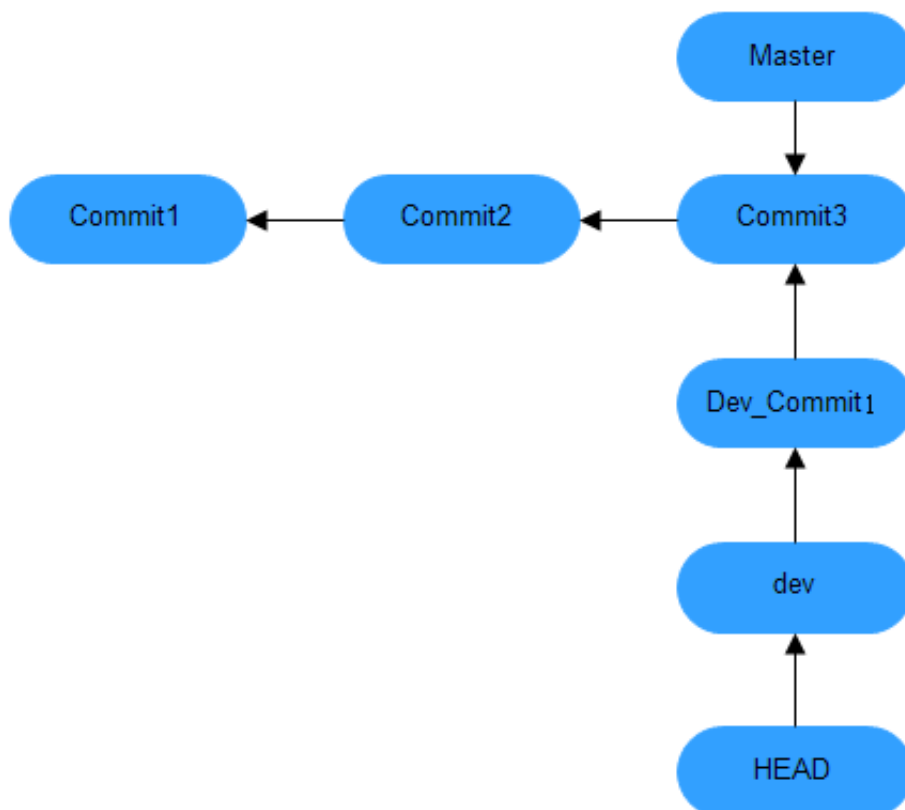 Master
Commit1
Commit2
Commit3
Dev_Commit1
dev
HEAD